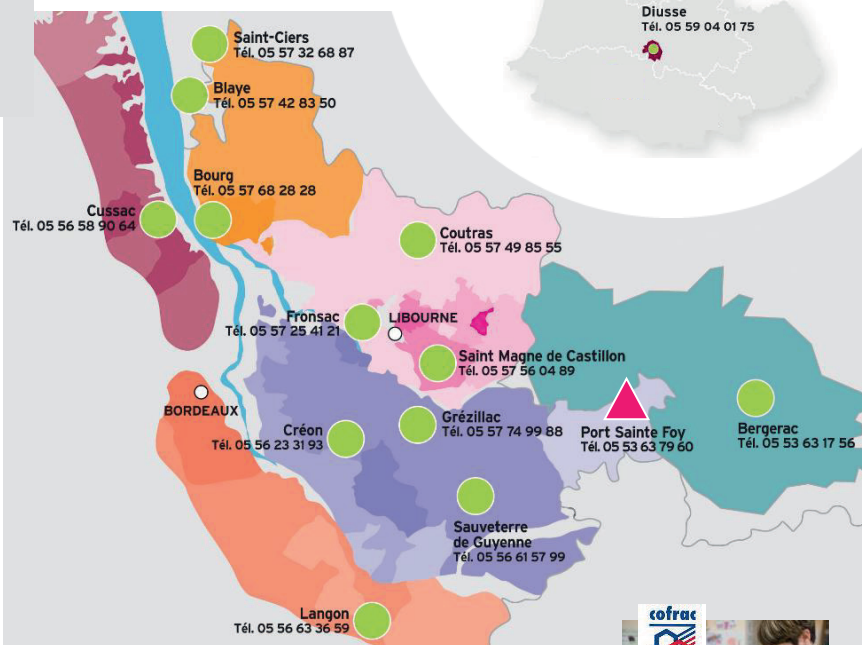 Diusse
Tél. 05 59 04 01 75
Saint-Ciers
Tél. 05 57 32 68 87
Blaye
Tél. 05 57 42 83 50
Bourg
Tél. 05 57 68 28 28
Cussac
Tél. 05 56 58 90 64
Coutras
Tél. 05 57 49 85 55
Fronsac
Tél. 05 57 25 41 21
LIBOURNE
Saint Magne de Castillon
Tél. 05 57 56 04 89
BORDEAUX
Créon
Tél. 05 56 23 31 93
Grézillac
Tél. 05 57 74 99 88
Port Sainte Foy
Tél. 05 53 63 79 60
Bergerac
Tél. 05 53 63 17 56
Sauveterre
de Guyenne
Tél. 05 56 61 57 99
Langon
Tél. 05 56 63 36 59
cofrac